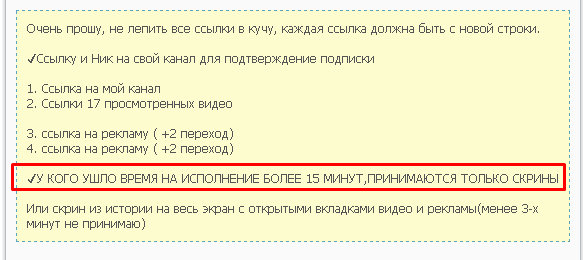 Очень прошу, не лепить все ссылки в кучу, каждая ссылка должна быть с новой строки.
✔Ссылку и Ник на свой канал для подтверждение подписки
1. Ссылка на мой канал
2. Ссылки 17 просмотренных видео
3. ссылка на рекламу ( +2 переход)
4. ссылка на рекламу ( +2 переход)
✔У КОГО УШЛО ВРЕМЯ НА ИСПОЛНЕНИЕ БОЛЕЕ 15 МИНУТ,ПРИНИМАЮТСЯ ТОЛЬКО СКРИНЫ
Или скрин из истории на весь экран с открытыми вкладками видео и рекламы(менее 3-х
минут не принимаю)